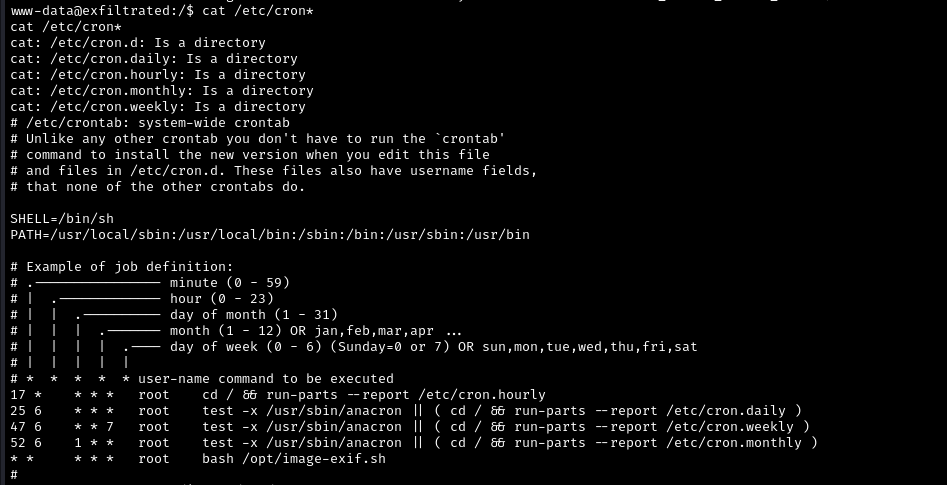 www-data@exfiltrated:/$ cat /etc/cron*
cat /etc/cron*
cat: /etc/cron.d: Is a directory
cat: /etc/cron.daily: Is a directory
cat: /etc/cron.hourly: Is a directory
cat: /etc/cron.monthly: Is a directory
cat: /etc/cron.weekly: Is a directory
# /etc/crontab: system-wide crontab
# Unlike any other crontab you don't have to run the `crontab'
# command to install the new version when you edit this file
# and files in /etc/cron.d. These files also have username fields,
# that none of the other crontabs do.

SHELL=/bin/sh
PATH=/usr/local/sbin:/usr/local/bin:/sbin:/bin:/usr/sbin:/usr/bin

# Example of job definition:
# .---------------- minute (0 - 59)
# |  .------------- hour (0 - 23)
# |  |  .---------- day of month (1 - 31)
# |  |  |  .------- month (1 - 12) OR jan,feb,mar,apr ...
# |  |  |  |  .---- day of week (0 - 6) (Sunday=0 or 7) OR sun,mon,tue,wed,thu,fri,sat
# |  |  |  |  |
# *  *  *  *  * user-name command to be executed
17 *    * * *   root    cd / && run-parts --report /etc/cron.hourly
25 6    * * *   root    test -x /usr/sbin/anacron || ( cd / && run-parts --report /etc/cron.daily )
47 6    * * 7   root    test -x /usr/sbin/anacron || ( cd / && run-parts --report /etc/cron.weekly )
52 6    1 * *   root    test -x /usr/sbin/anacron || ( cd / && run-parts --report /etc/cron.monthly )
* *     * * *   root    bash /opt/image-exif.sh
#